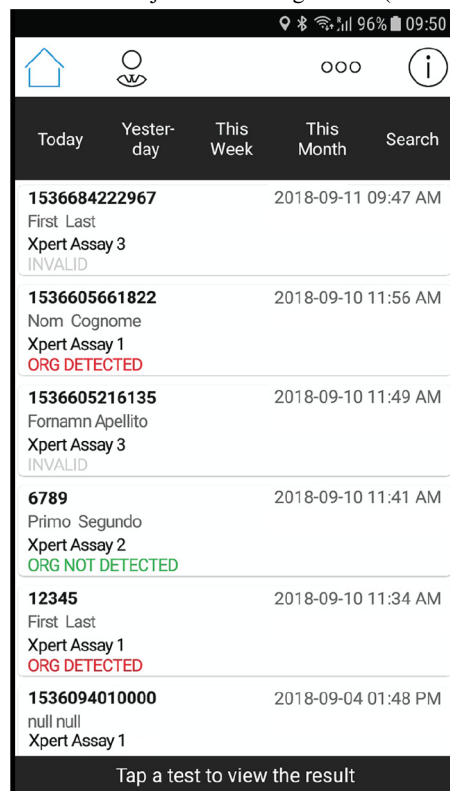 96% 09:50
Today
Yester-
day
This
Week
This
Month
Search
1536684222967 2018-09-11 09:47 AM
First Last
Xpert Assay 3
INVALID
1536605661822 2018-09-10 11:56 AM
Nom Cognome
Xpert Assay 1
ORG DETECTED
1536605216135 2018-09-10 11:49 AM
Fornamn Apellito
Xpert Assay 3
INVALID
6789 2018-09-10 11:41 AM
Primo Segundo
Xpert Assay 2
ORG NOT DETECTED
12345 2018-09-10 11:34 AM
First Last
Xpert Assay 1
ORG DETECTED
1536094010000 2018-09-04 01:48 PM
null null
Xpert Assay 1
Tap a test to view the result